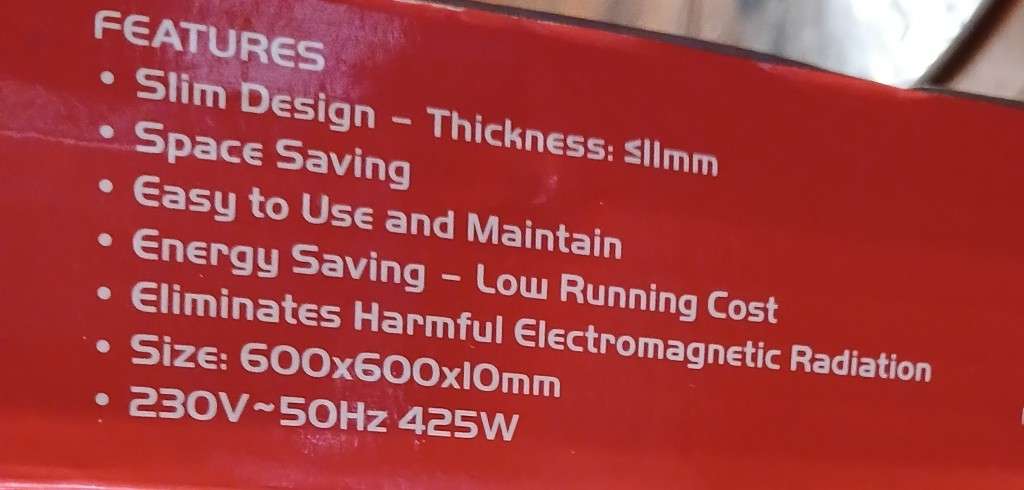 FEATURES
• Slim Design – Thickness: ≤11mm
• Space Saving
• Easy to Use and Maintain
• Energy Saving – Low Running Cost
• Eliminates Harmful Electromagnetic Radiation
• Size: 600x600x10mm
• 230V~50Hz 425W